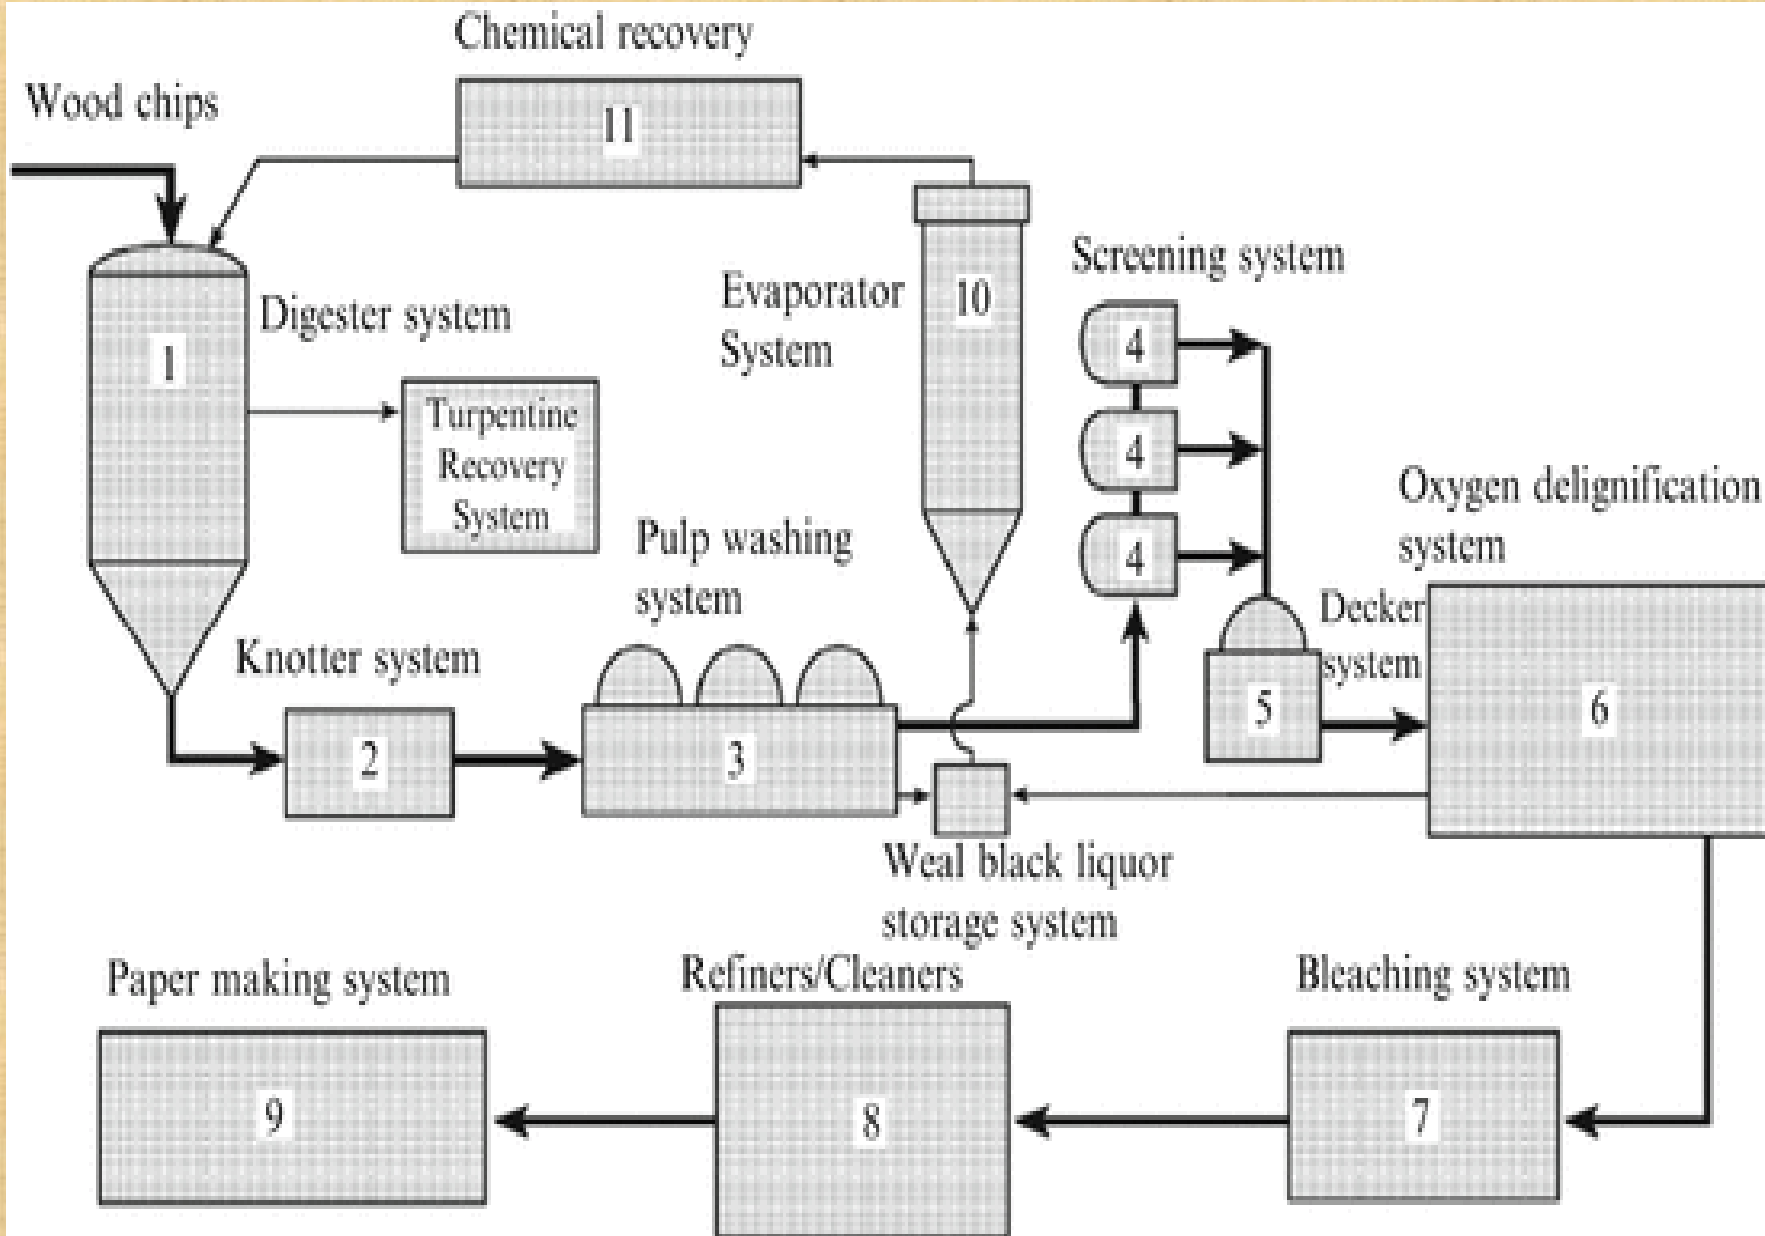 Chemical recovery
Wood chips
11
Screening system
Evaporator
System
10
Digester system
1
4
4
4
Turpentine
Recovery
System
Oxygen delignification
system
Pulp washing
system
Decker
system
Knotter system
2
3
5
6
Weal black liquor
storage system
Paper making system
Refiners/Cleaners
Bleaching system
9
8
7